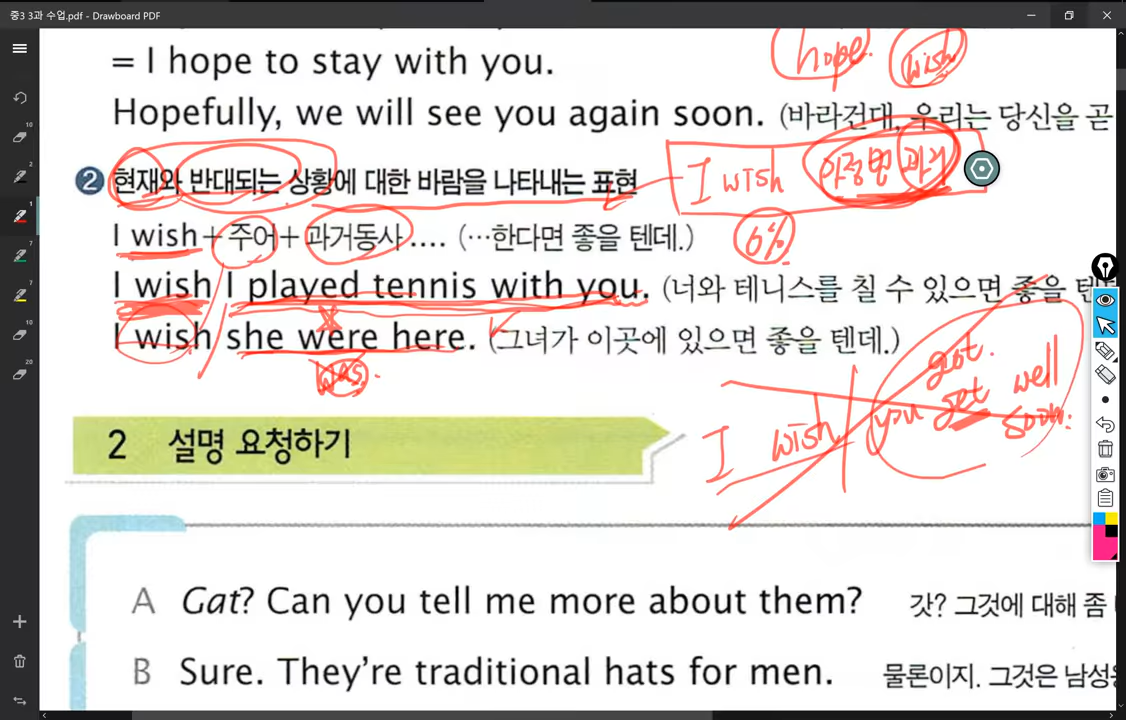 중3 3과 수업.pdf - Drawboard PDF
= I hope to stay with you.
hope.
wish
Hopefully, we will see you again soon. (바라건대, 우리는 당신을 곧
❷ 현재와 반대되는 상황에 대한 바람을 나타내는 표현
I wish 가정법 과거
I wish + 주어 + 과거동사 .... (…한다면 좋을 텐데.)
6%
I wish I played tennis with you. (너와 테니스를 칠 수 있으면 좋을 텐
I wish she were here. (그녀가 이곳에 있으면 좋을 텐데.)
was.
got.
I wish you get well soon.
2 설명 요청하기
A Gat? Can you tell me more about them? 갓? 그것에 대해 좀
B Sure. They're traditional hats for men. 물론이지. 그것은 남성용